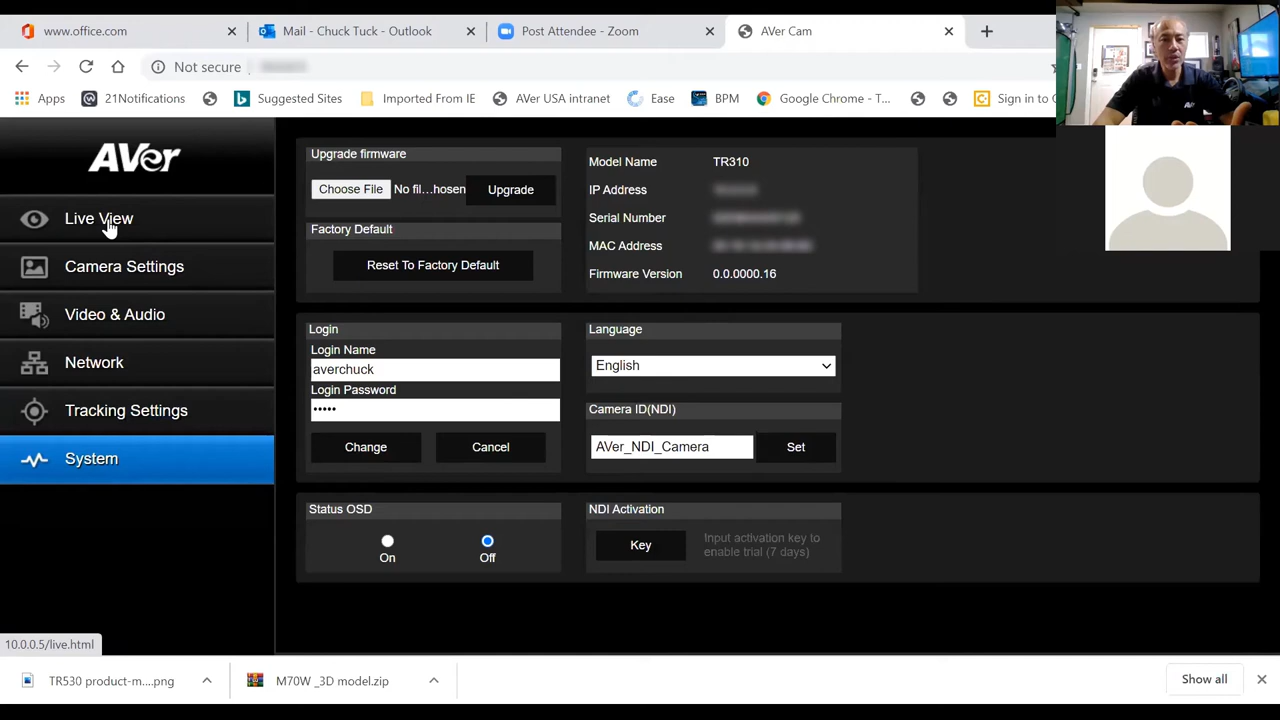 www.office.com
Mail - Chuck Huck - Outlook
Post Attendee - Zoom
AVer Cam
Not secure
Apps
21Notifications
Suggested Sites
Imported From IE
AVer USA intranet
Ease
BPM
Google Chrome - T...
Sign in to C
AVer
Live View
Camera Settings
Video & Audio
Network
Tracking Settings
System
Upgrade firmware
Choose File No fil...hosen Upgrade
Factory Default
Reset To Factory Default
Model Name TR310
IP Address
Serial Number
MAC Address
Firmware Version 0.0.0000.16
Login
Login Name
averchuck
Login Password
•••••
Change Cancel
Language
English
Camera ID(NDI)
AVer_NDI_Camera Set
Status OSD
On Off
NDI Activation
Key
Input activation key to
enable trial (7 days)
10.0.0.5/live.html
TR530 product-m....png
M70W _3D model.zip
Show all